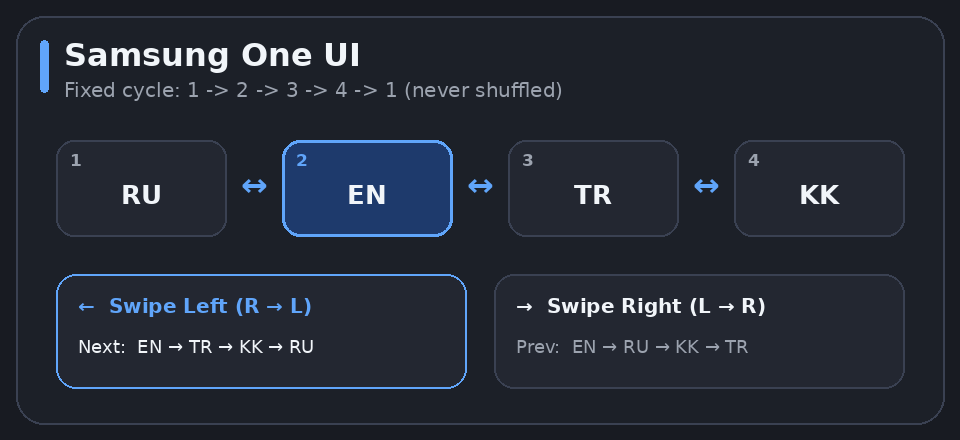 Samsung One UI
Fixed cycle: 1 -> 2 -> 3 -> 4 -> 1 (never shuffled)
1 2 3 4
RU ↔ EN ↔ TR ↔ KK
← Swipe Left (R → L)
Next: EN → TR → KK → RU
→ Swipe Right (L → R)
Prev: EN → RU → KK → TR